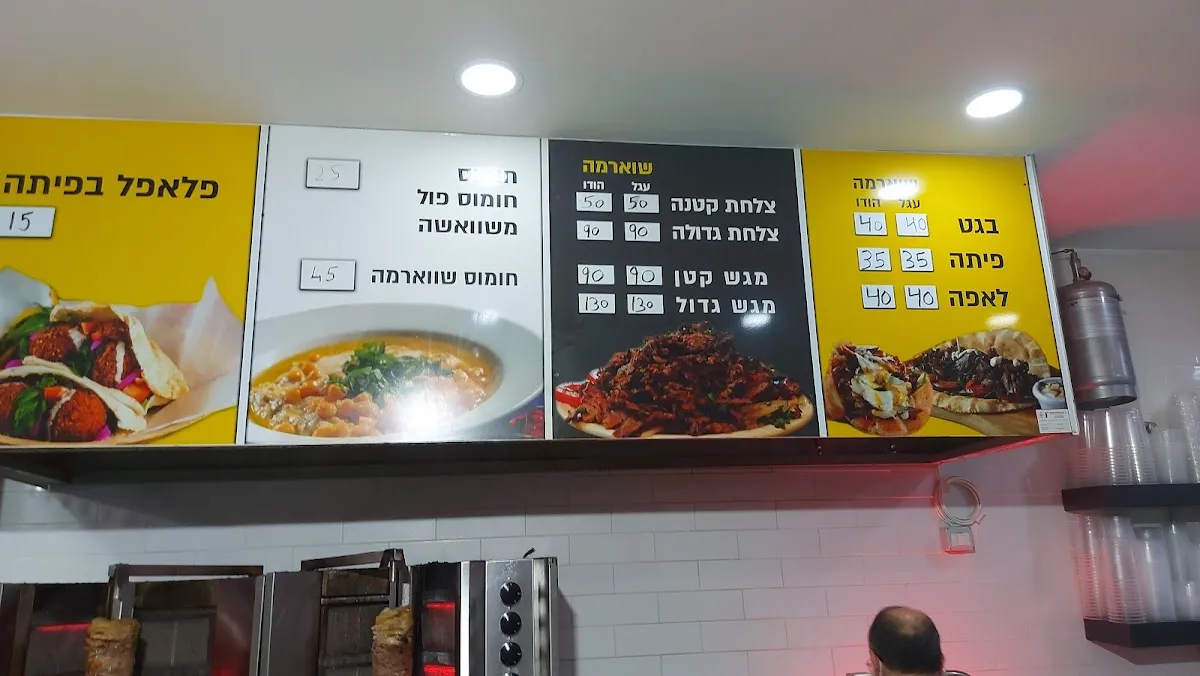 שווארמה
עגל הודו
בגט 40 40
פיתה 35 35
לאפה 40 40
שווארמה
עגל הודו
צלחת קטנה 50 50
צלחת גדולה 90 90
מגש קטן 90 90
מגש גדול 130 130
25
חומוס פול
משוואשה
חומוס שווארמה 45
פלאפל בפיתה
15